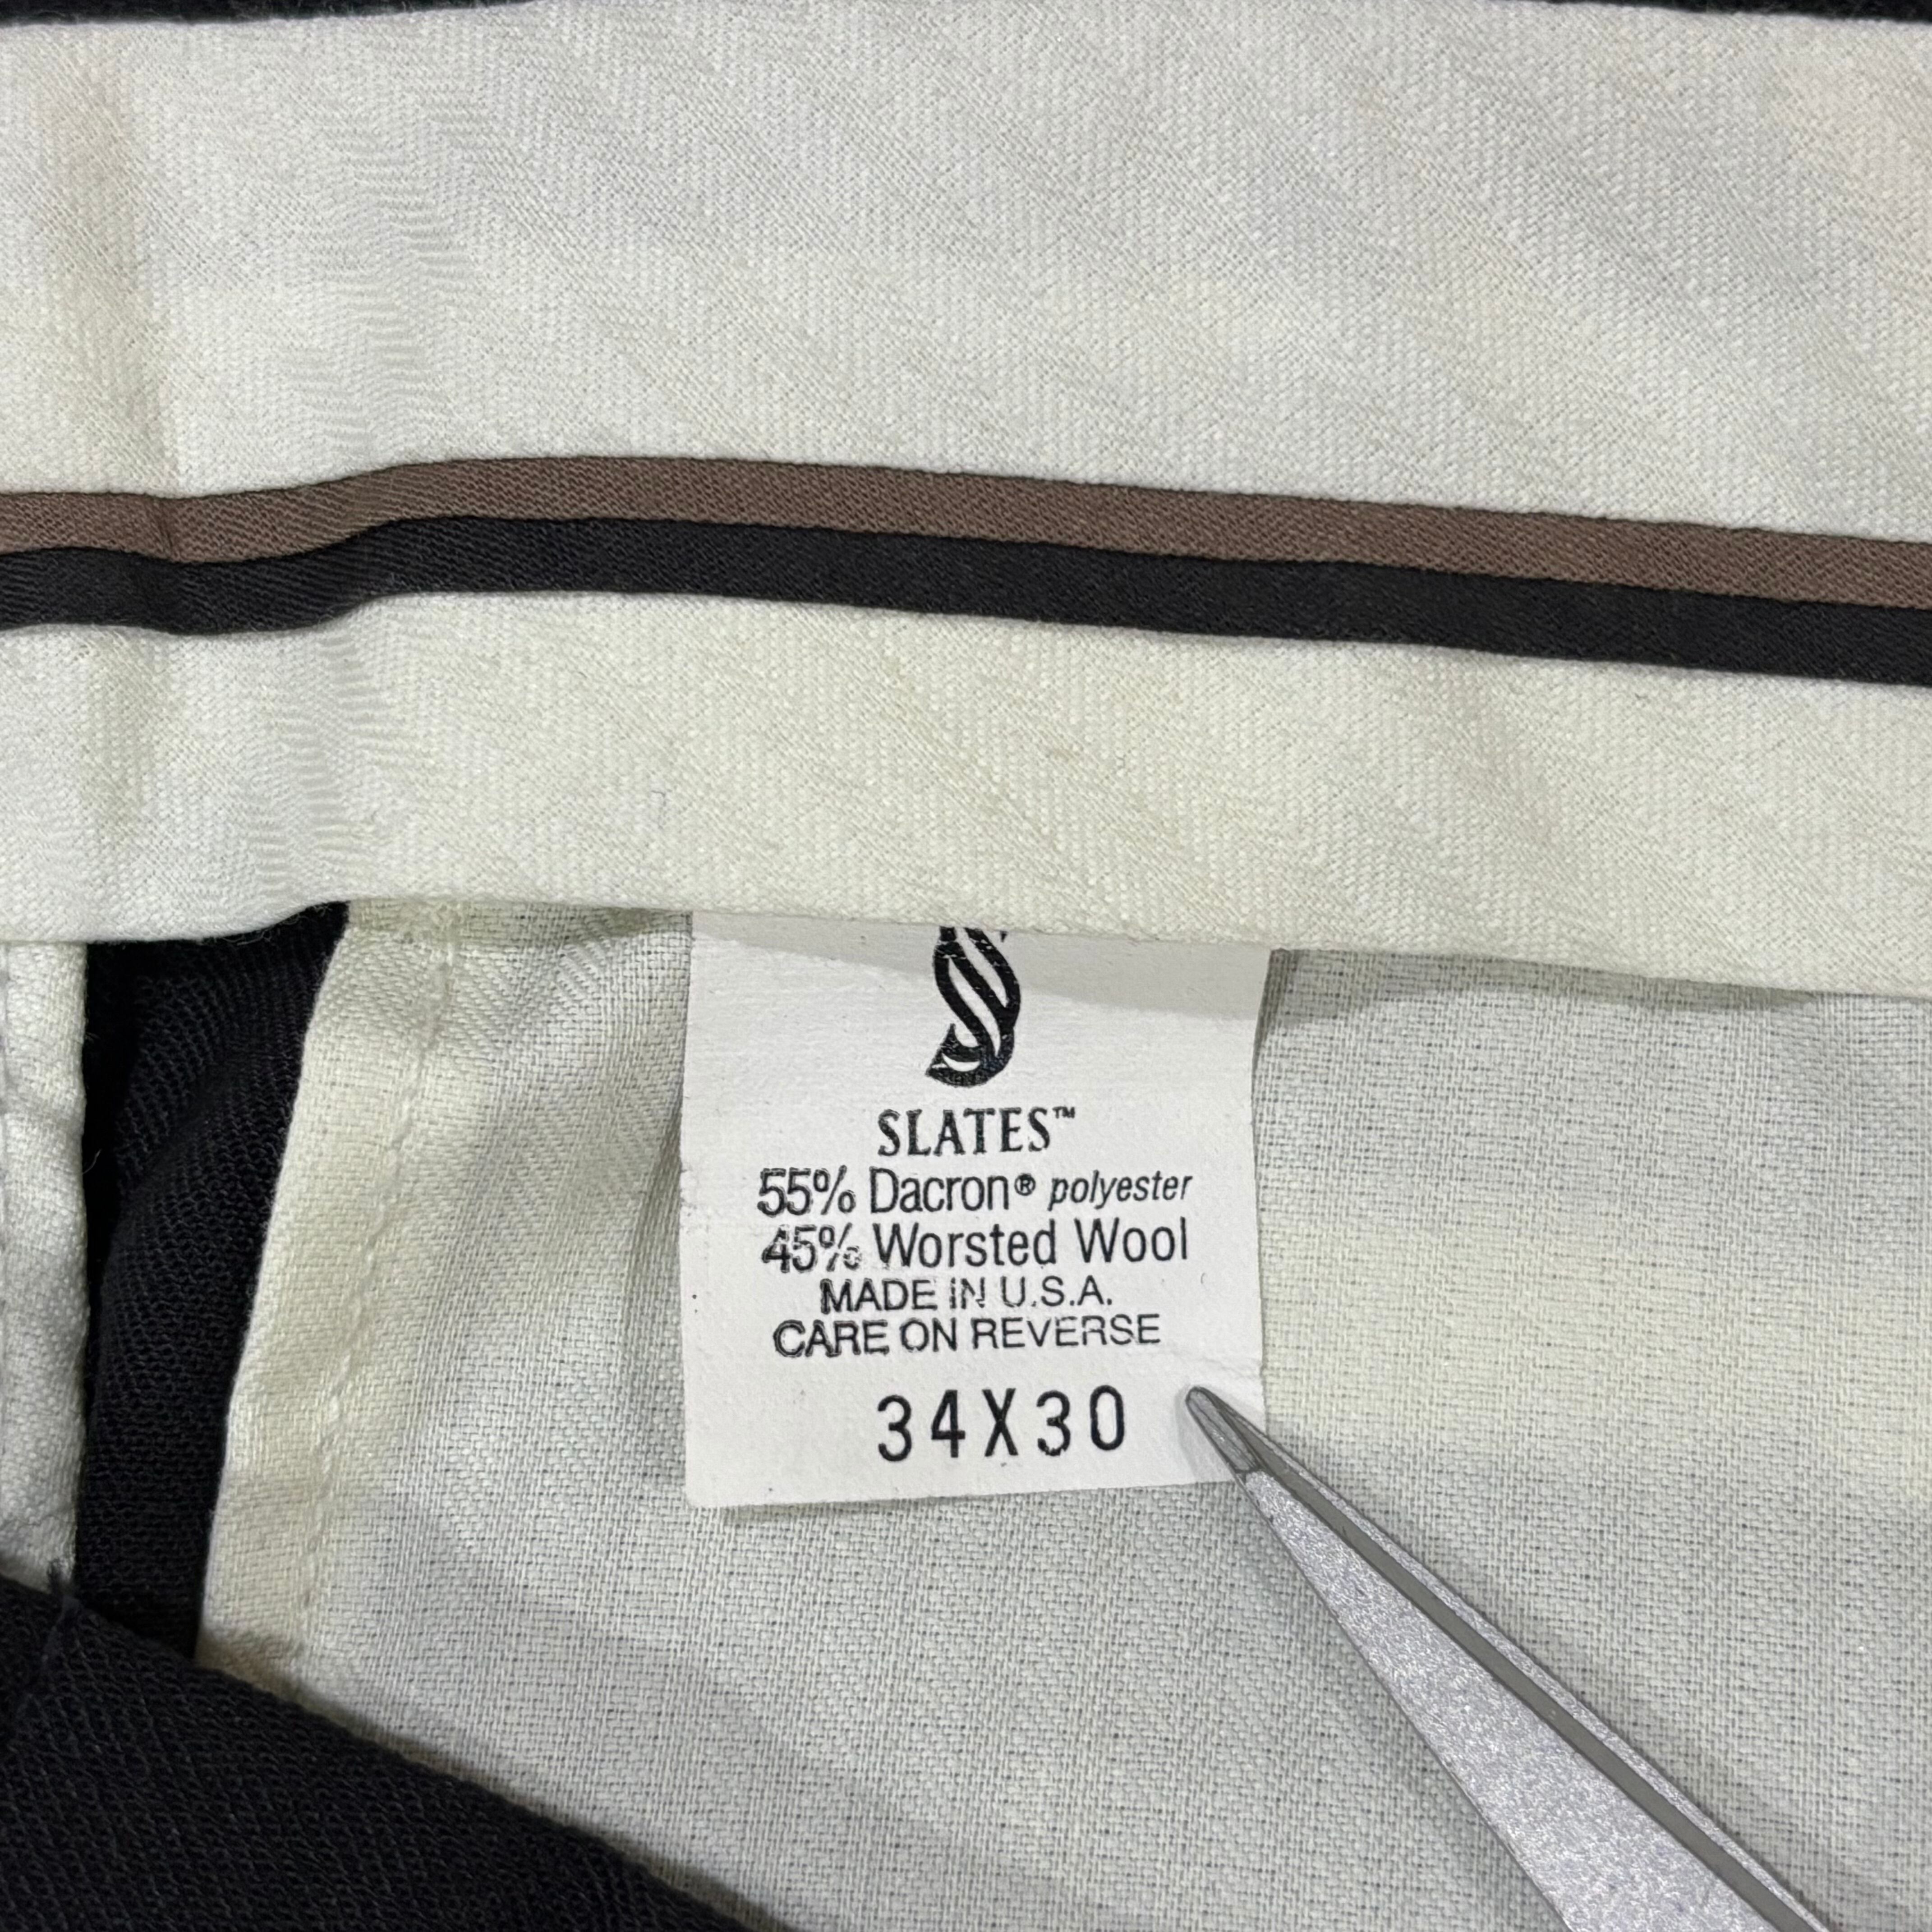 SLATES™
55% Dacron® polyester
45% Worsted Wool
MADE IN U.S.A.
CARE ON REVERSE
34X30